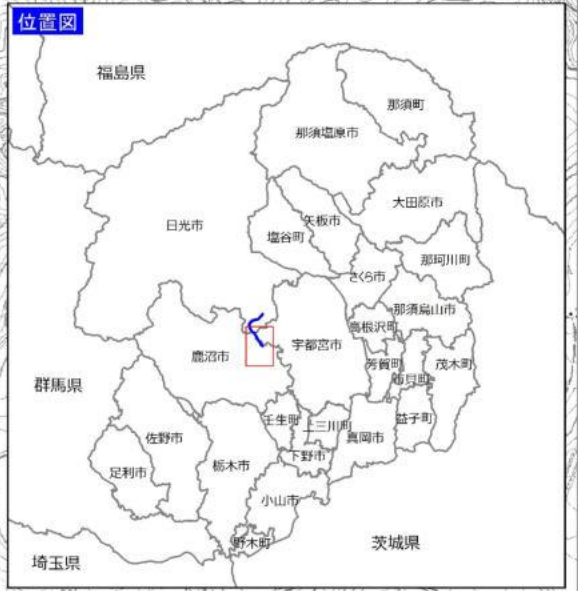 位置図
福島県
那須町
那須塩原市
大田原市
日光市
矢板市
塩谷町
那珂川町
さくら市
那須烏山市
高根沢町
宇都宮市
鹿沼市
芳賀町
市貝町
茂木町
群馬県
壬生町
上三川町
益子町
真岡市
佐野市
下野市
足利市
栃木市
小山市
野木町
茨城県
埼玉県